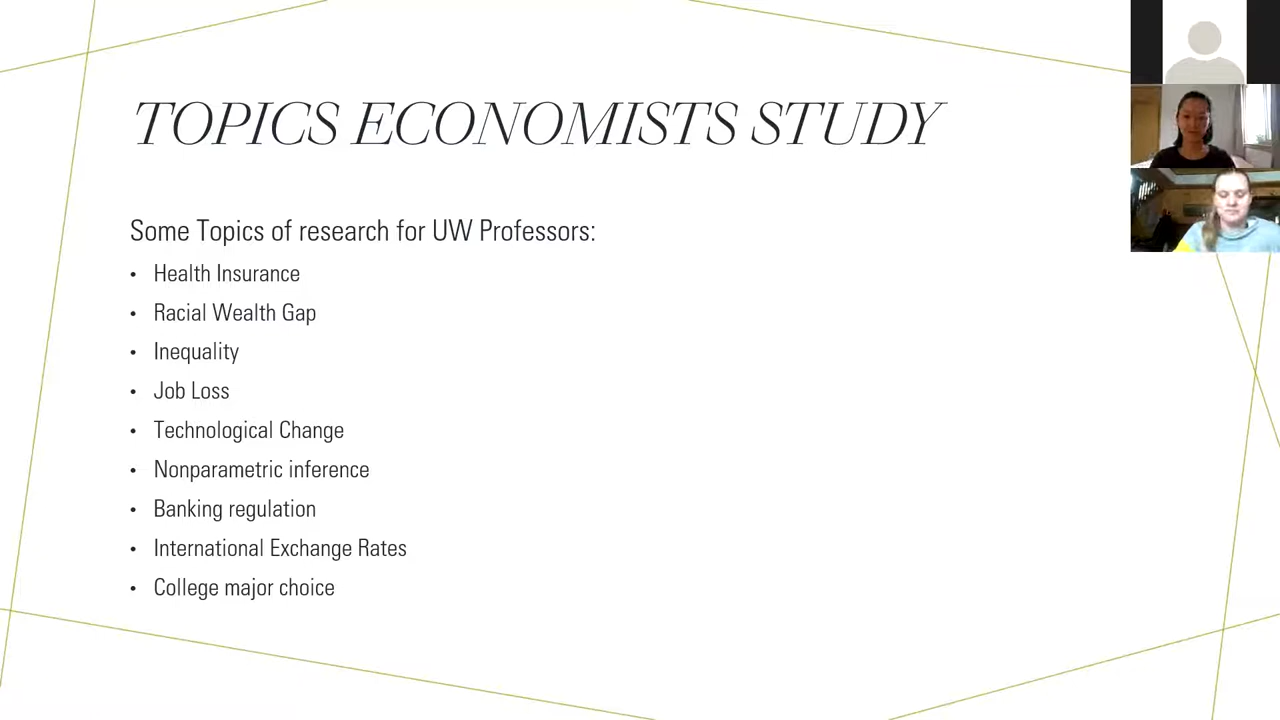 TOPICS ECONOMISTS STUDY
Some Topics of research for UW Professors:
• Health Insurance
• Racial Wealth Gap
• Inequality
• Job Loss
• Technological Change
• Nonparametric inference
• Banking regulation
• International Exchange Rates
• College major choice